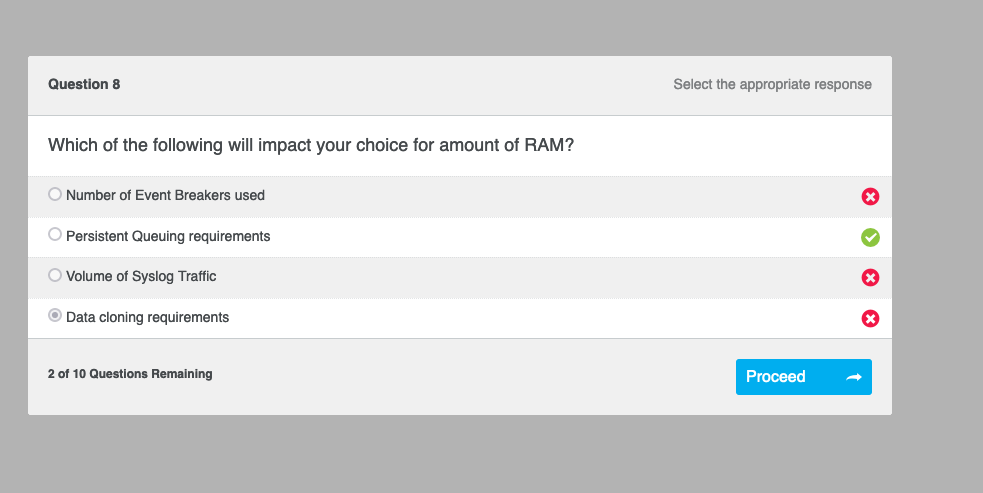 Question 8
Select the appropriate response
Which of the following will impact your choice for amount of RAM?
Number of Event Breakers used
Persistent Queuing requirements
Volume of Syslog Traffic
Data cloning requirements
2 of 10 Questions Remaining
Proceed